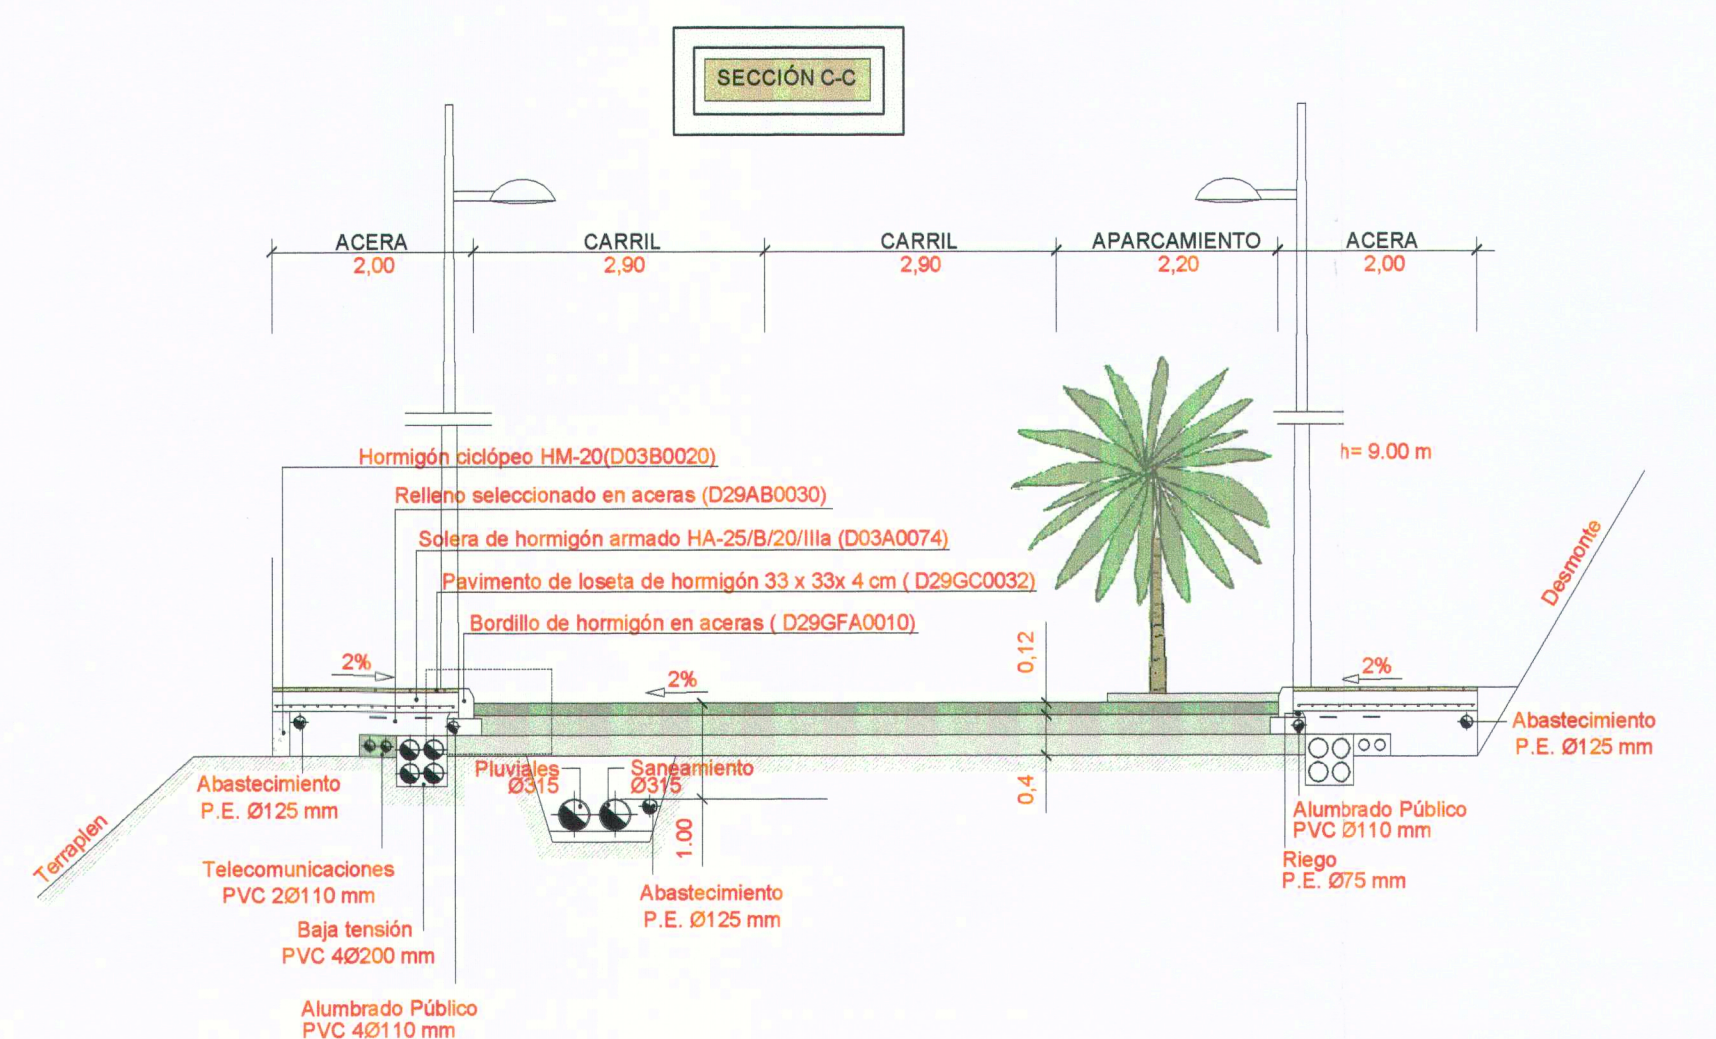 SECCIÓN C-C
ACERA CARRIL CARRIL APARCAMIENTO ACERA
2,00 2,90 2,90 2,20 2,00
Hormigón ciclópeo HM-20(D03B0020)
h= 9.00 m
Relleno seleccionado en aceras (D29AB0030)
Solera de hormigón armado HA-25/B/20/IIIa (D03A0074)
Pavimento de loseta de hormigón 33 x 33x 4 cm ( D29GC0032)
Bordillo de hormigón en aceras ( D29GFA0010)
Desmonte
0,12
2% 2% 2%
Abastecimiento
P.E. Ø125 mm
Pluviales
Ø315
Saneamiento
Ø315
0,4
1.00
Abastecimiento
P.E. Ø125 mm
Terraplen
Alumbrado Público
PVC Ø110 mm
Riego
P.E. Ø75 mm
Telecomunicaciones
PVC 2Ø110 mm
Abastecimiento
P.E. Ø125 mm
Baja tensión
PVC 4Ø200 mm
Alumbrado Público
PVC 4Ø110 mm